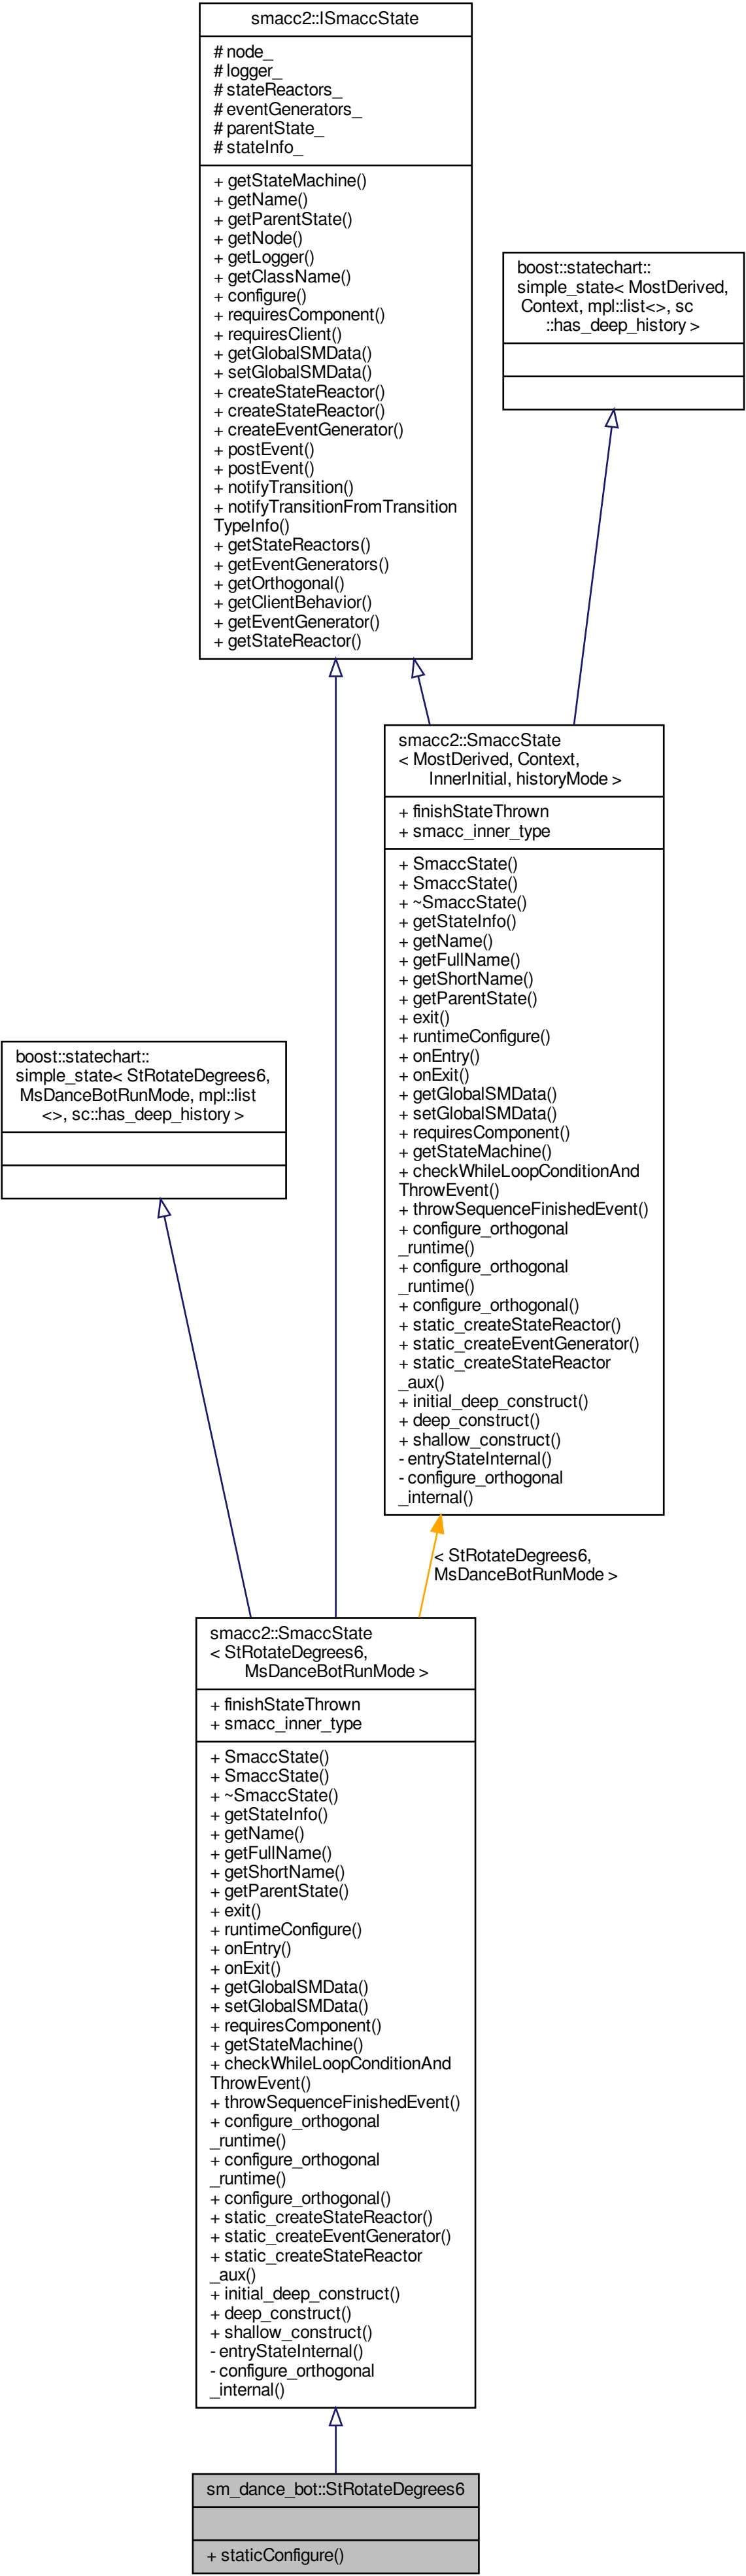 smacc2::ISmaccState
# node_
# logger_
# stateReactors_
# eventGenerators_
# parentState_
# stateInfo_
+ getStateMachine()
+ getName()
+ getParentState()
+ getNode()
+ getLogger()
+ getClassName()
+ configure()
+ requiresComponent()
+ requiresClient()
+ getGlobalSMData()
+ setGlobalSMData()
+ createStateReactor()
+ createStateReactor()
+ createEventGenerator()
+ postEvent()
+ postEvent()
+ notifyTransition()
+ notifyTransitionFromTransition
TypeInfo()
+ getStateReactors()
+ getEventGenerators()
+ getOrthogonal()
+ getClientBehavior()
+ getEventGenerator()
+ getStateReactor()
boost::statechart::
simple_state< MostDerived,
Context, mpl::list<>, sc
::has_deep_history >
smacc2::SmaccState
< MostDerived, Context,
InnerInitial, historyMode >
+ finishStateThrown
+ smacc_inner_type
+ SmaccState()
+ SmaccState()
+ ~SmaccState()
+ getStateInfo()
+ getName()
+ getFullName()
+ getShortName()
+ getParentState()
+ exit()
+ runtimeConfigure()
+ onEntry()
+ onExit()
+ getGlobalSMData()
+ setGlobalSMData()
+ requiresComponent()
+ getStateMachine()
+ checkWhileLoopConditionAnd
ThrowEvent()
+ throwSequenceFinishedEvent()
+ configure_orthogonal
_runtime()
+ configure_orthogonal
_runtime()
+ configure_orthogonal()
+ static_createStateReactor()
+ static_createEventGenerator()
+ static_createStateReactor
_aux()
+ initial_deep_construct()
+ deep_construct()
+ shallow_construct()
- entryStateInternal()
- configure_orthogonal
_internal()
boost::statechart::
simple_state< StRotateDegrees6,
MsDanceBotRunMode, mpl::list
<>, sc::has_deep_history >
< StRotateDegrees6,
MsDanceBotRunMode >
smacc2::SmaccState
< StRotateDegrees6,
MsDanceBotRunMode >
+ finishStateThrown
+ smacc_inner_type
+ SmaccState()
+ SmaccState()
+ ~SmaccState()
+ getStateInfo()
+ getName()
+ getFullName()
+ getShortName()
+ getParentState()
+ exit()
+ runtimeConfigure()
+ onEntry()
+ onExit()
+ getGlobalSMData()
+ setGlobalSMData()
+ requiresComponent()
+ getStateMachine()
+ checkWhileLoopConditionAnd
ThrowEvent()
+ throwSequenceFinishedEvent()
+ configure_orthogonal
_runtime()
+ configure_orthogonal
_runtime()
+ configure_orthogonal()
+ static_createStateReactor()
+ static_createEventGenerator()
+ static_createStateReactor
_aux()
+ initial_deep_construct()
+ deep_construct()
+ shallow_construct()
- entryStateInternal()
- configure_orthogonal
_internal()
sm_dance_bot::StRotateDegrees6
+ staticConfigure()